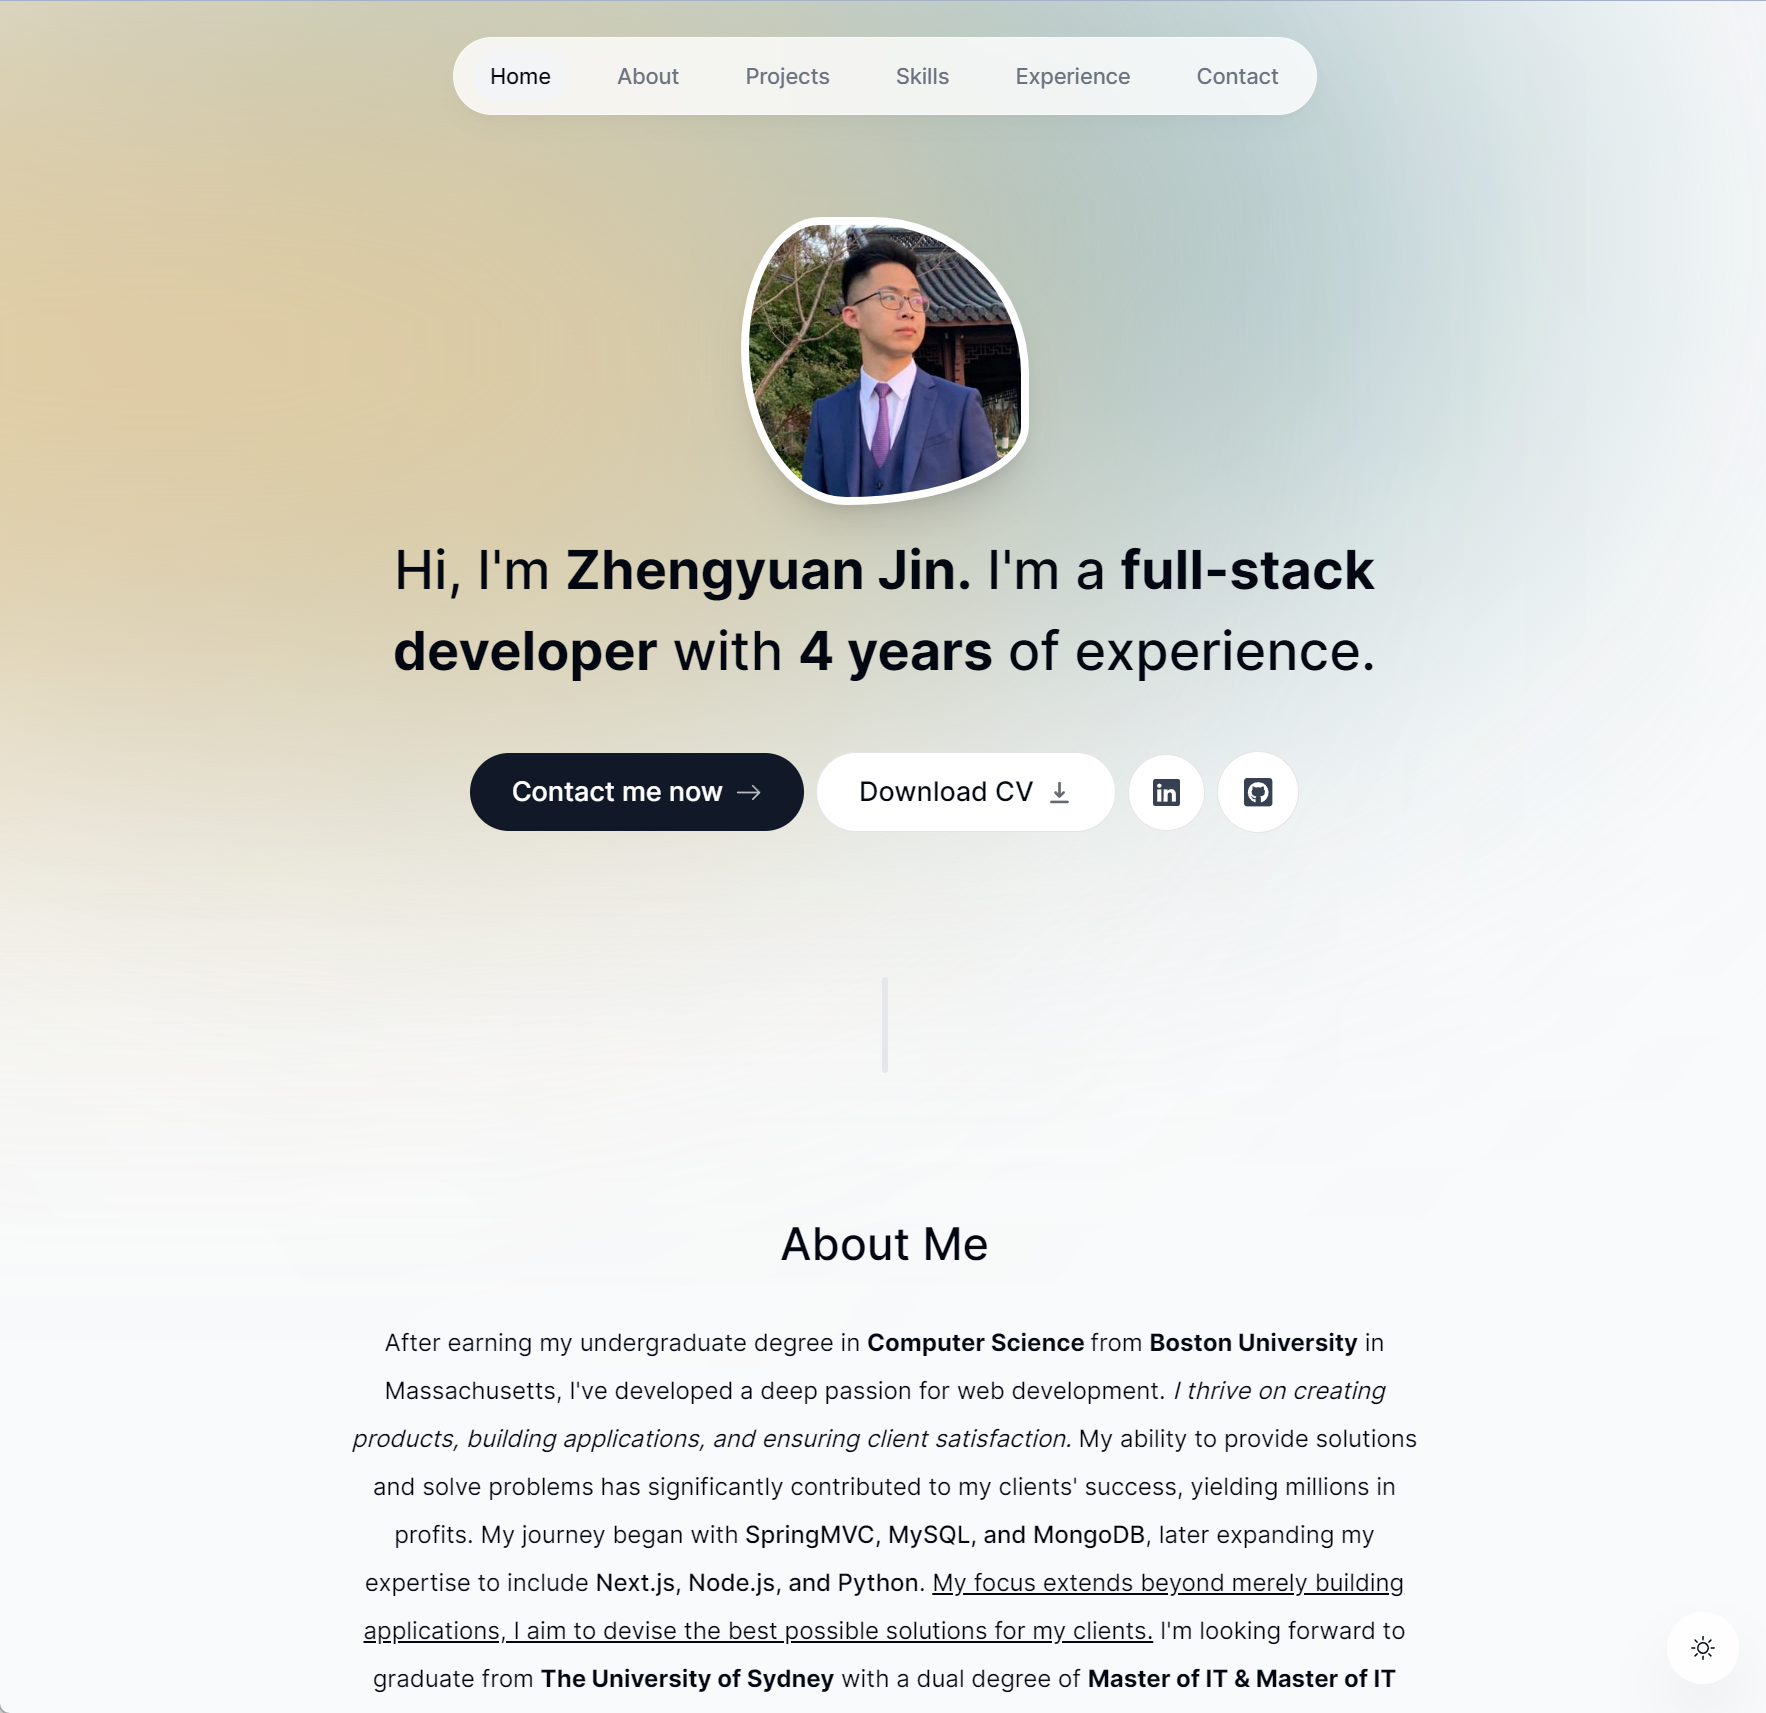 Home About Projects Skills Experience Contact
Hi, I'm Zhengyuan Jin. I'm a full-stack
developer with 4 years of experience.
Contact me now Download CV in
About Me
After earning my undergraduate degree in Computer Science from Boston University in
Massachusetts, I've developed a deep passion for web development. I thrive on creating
products, building applications, and ensuring client satisfaction. My ability to provide solutions
and solve problems has significantly contributed to my clients' success, yielding millions in
profits. My journey began with SpringMVC, MySQL, and MongoDB, later expanding my
expertise to include Next.js, Node.js, and Python. My focus extends beyond merely building
applications, I aim to devise the best possible solutions for my clients. I'm looking forward to
graduate from The University of Sydney with a dual degree of Master of IT & Master of IT